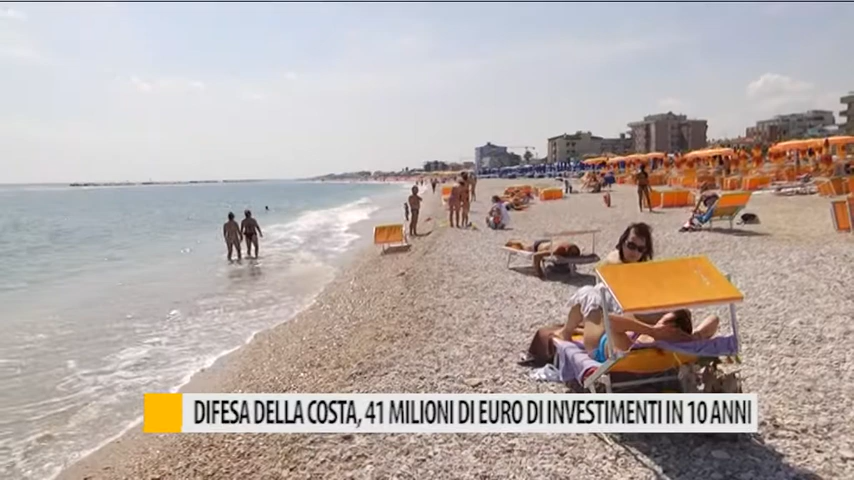 DIFESA DELLA COSTA, 41 MILIONI DI EURO DI INVESTIMENTI IN 10 ANNI